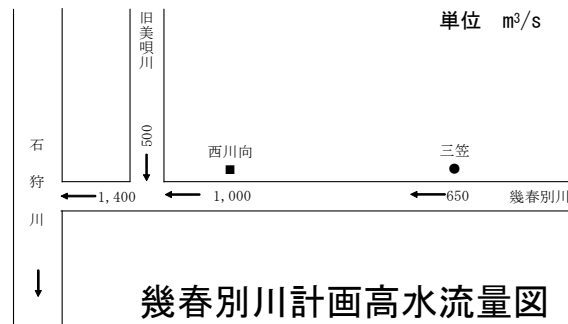 単位 m³/s
旧美唄川
500
石狩川
西川向
三笠
1,400
1,000
650
幾春別川
幾春別川計画高水流量図